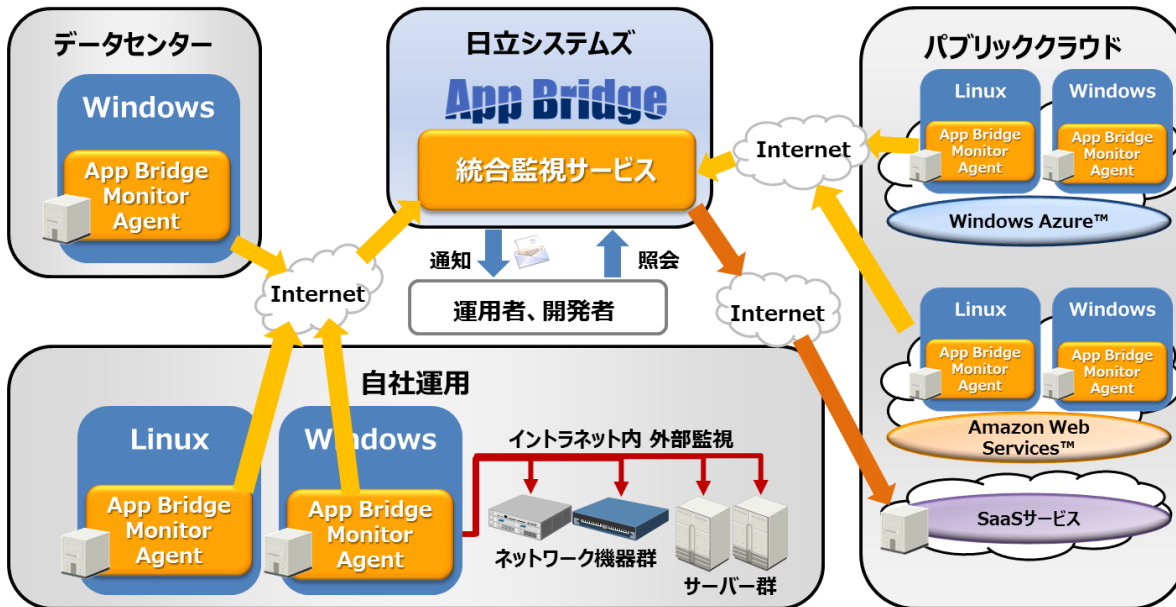 データセンター
Windows
App Bridge
Monitor
Agent
日立システムズ
App Bridge
統合監視サービス
通知
照会
運用者、開発者
Internet
Internet
Internet
パブリッククラウド
Linux
App Bridge
Monitor
Agent
Windows
App Bridge
Monitor
Agent
Windows Azure™
Linux
App Bridge
Monitor
Agent
Windows
App Bridge
Monitor
Agent
Amazon Web
Services™
SaaSサービス
自社運用
Linux
App Bridge
Monitor
Agent
Windows
App Bridge
Monitor
Agent
イントラネット内 外部監視
ネットワーク機器群
サーバー群